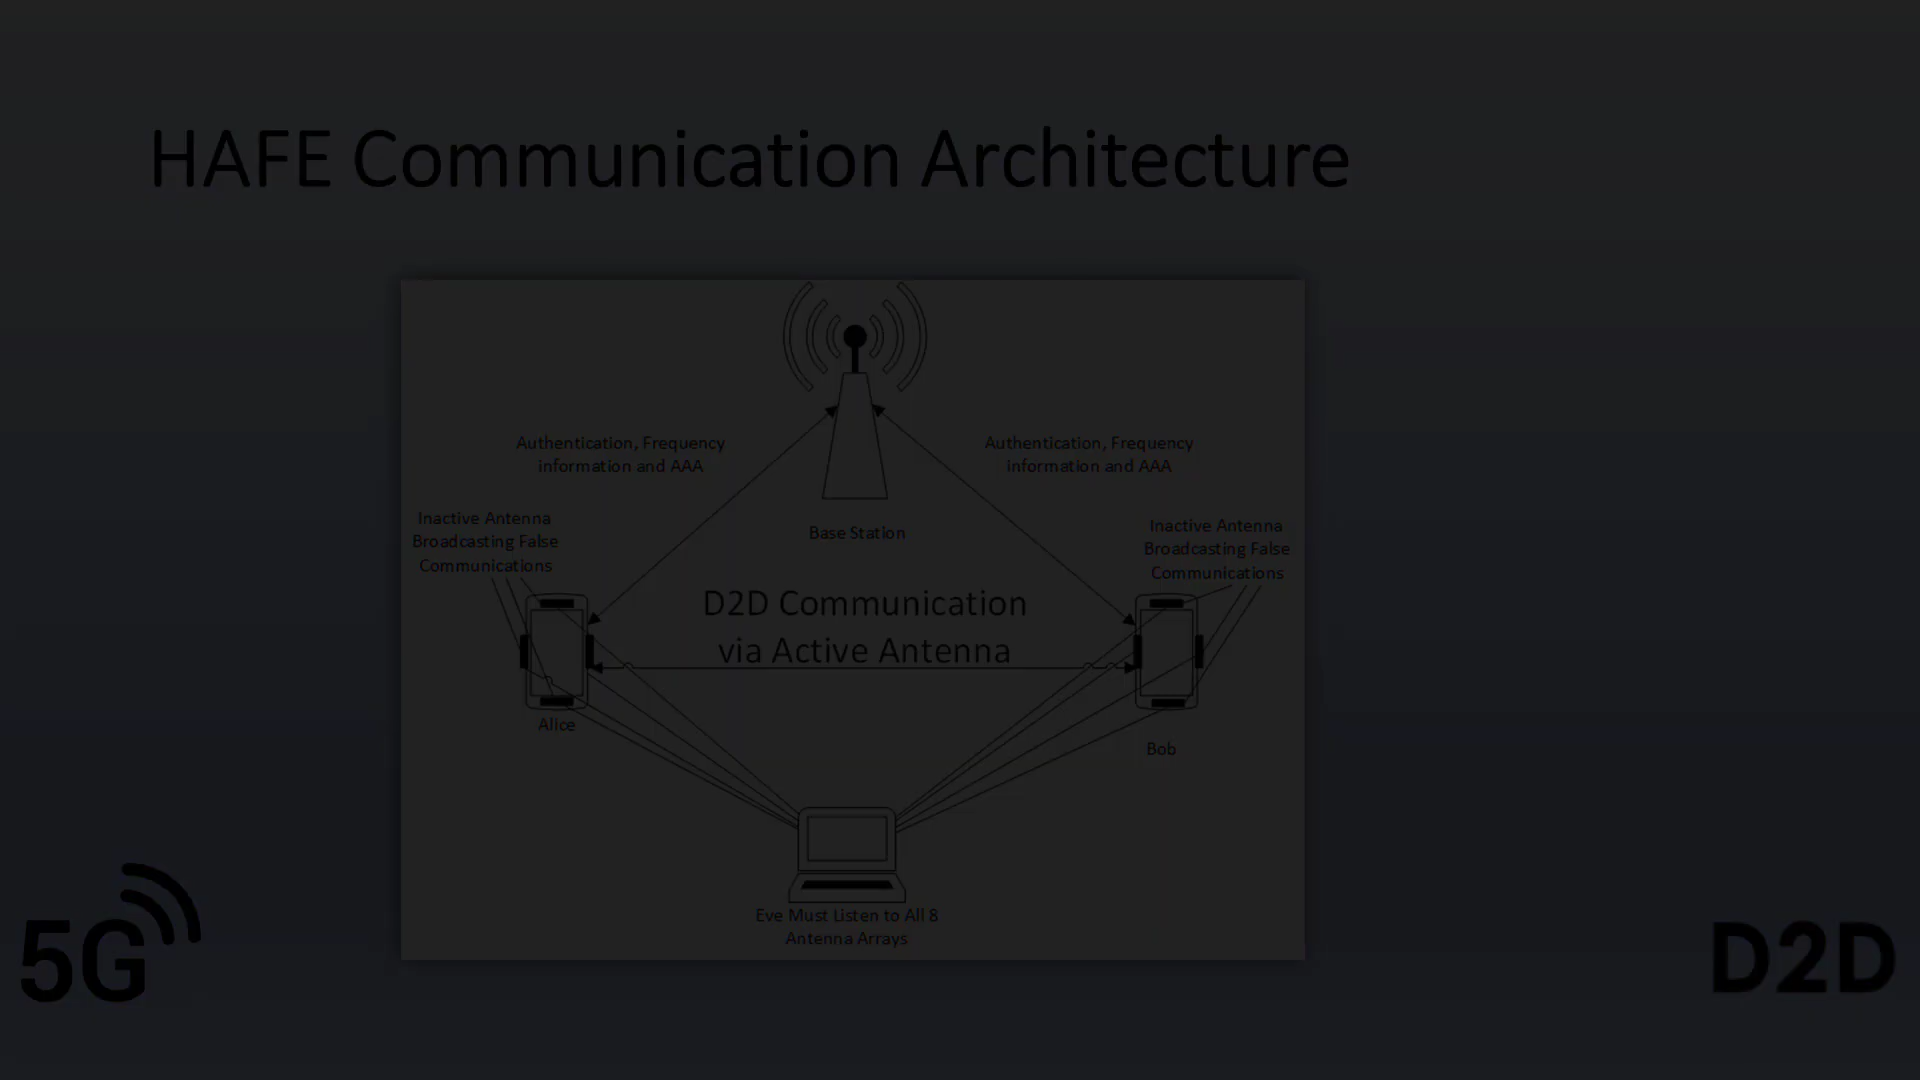 HAFE Communication Architecture
Authentication, Frequency
information and AAA
Authentication, Frequency
information and AAA
Inactive Antenna
Broadcasting False
Communications
Base Station
Inactive Antenna
Broadcasting False
Communications
D2D Communication
via Active Antenna
Alice
Bob
Eve Must Listen to All 8
Antenna Arrays
5G
D2D